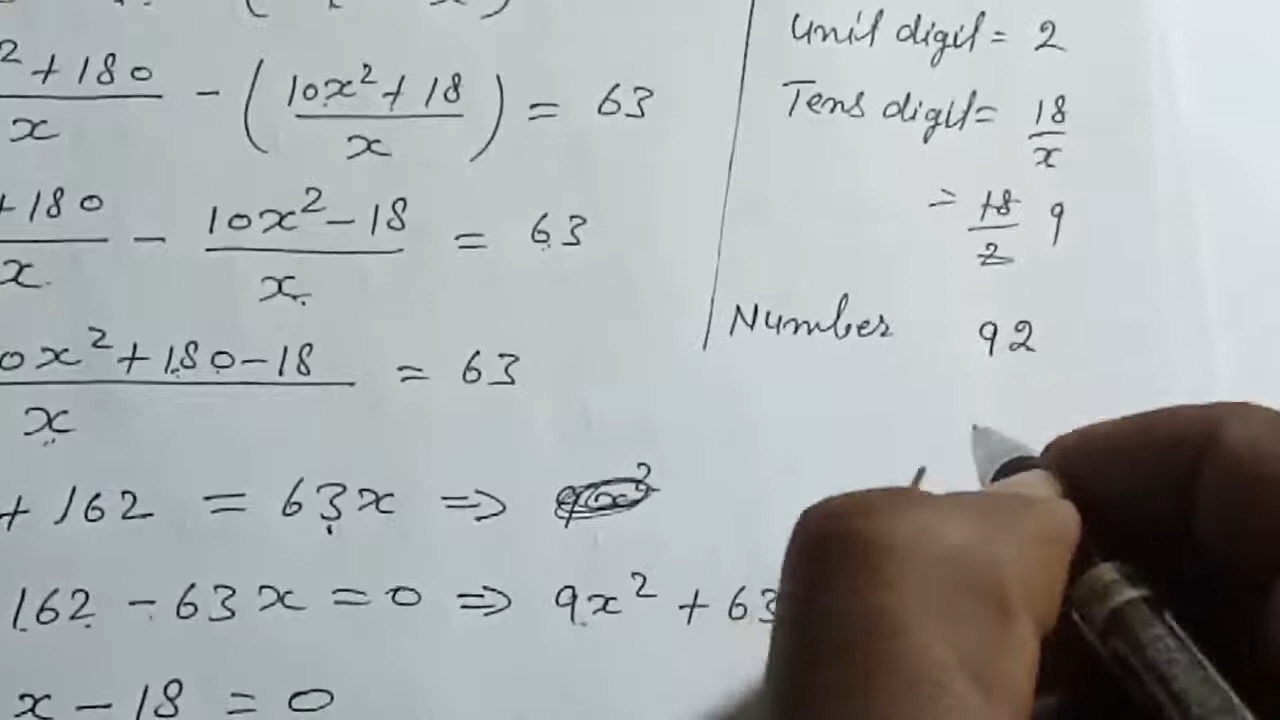 ² + 180 / x - ( 10x² + 18 / x ) = 63
+ 180 / x - 10x² - 18 / x = 63
0x² + 180 - 18 / x = 63
+ 162 = 63x ⇒
162 - 63x = 0 ⇒ 9x² + 63
x - 18 = 0
Unit digit = 2
Tens digit = 18 / x
= 18 / 2 9
Number 92